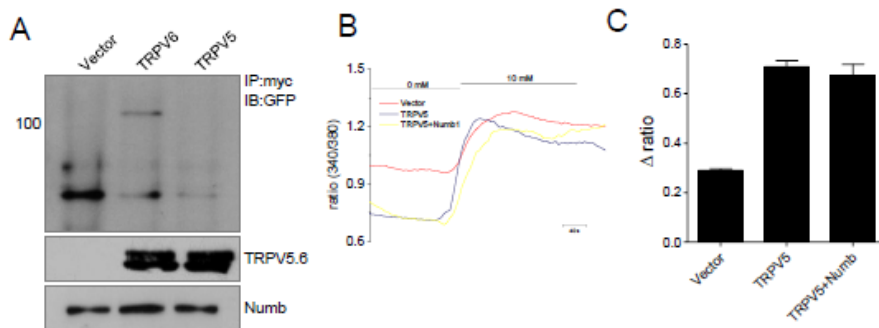 A
Vector
TRPV6
TRPV5
IP:myc
IB:GFP
100
TRPV5.6
Numb
B
ratio (340/380)
1.5
1.2
0.9
0.6
0 mM
10 mM
Vector
TRPV5
TRPV5+Numb1
C
Δ ratio
0.8
0.6
0.4
0.2
0.0
Vector
TRPV5
TRPV5+Numb